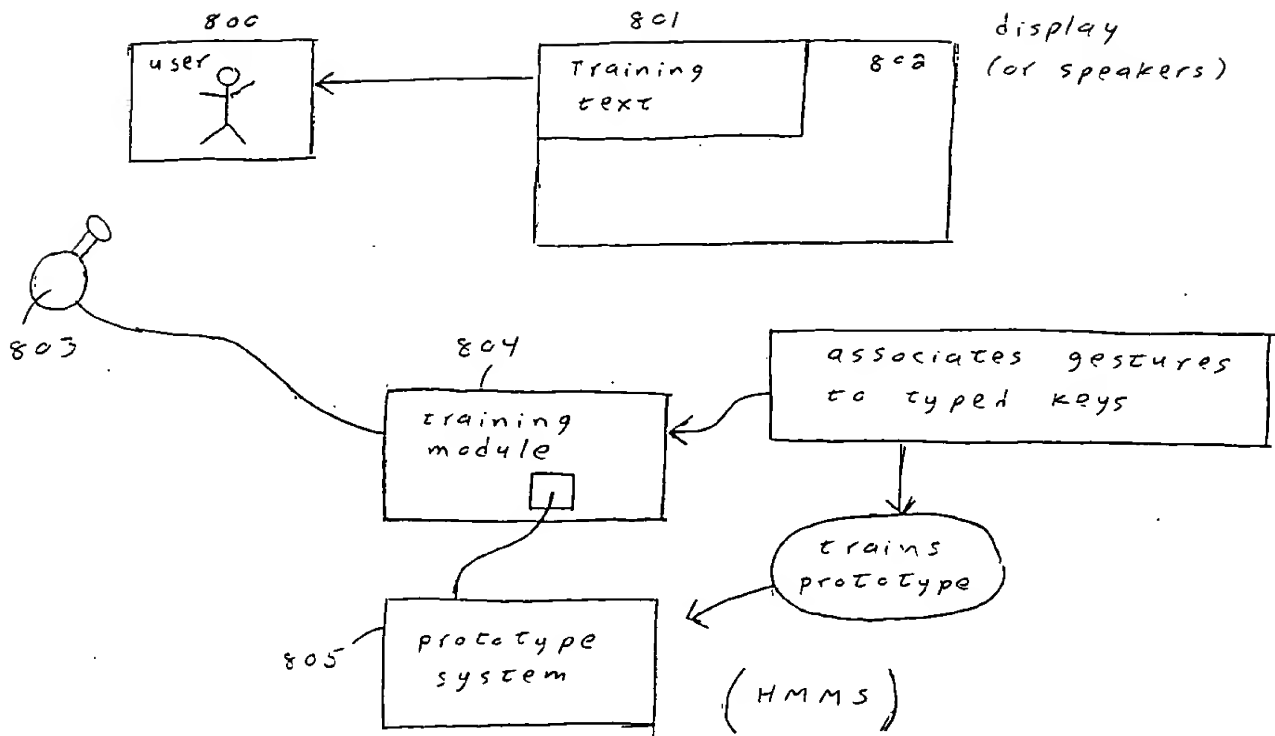 800
user
801
Training
text
802
display
(or speakers)
803
804
training
module
associates gestures
to typed keys
trains
prototype
805
prototype
system
(HMMS)